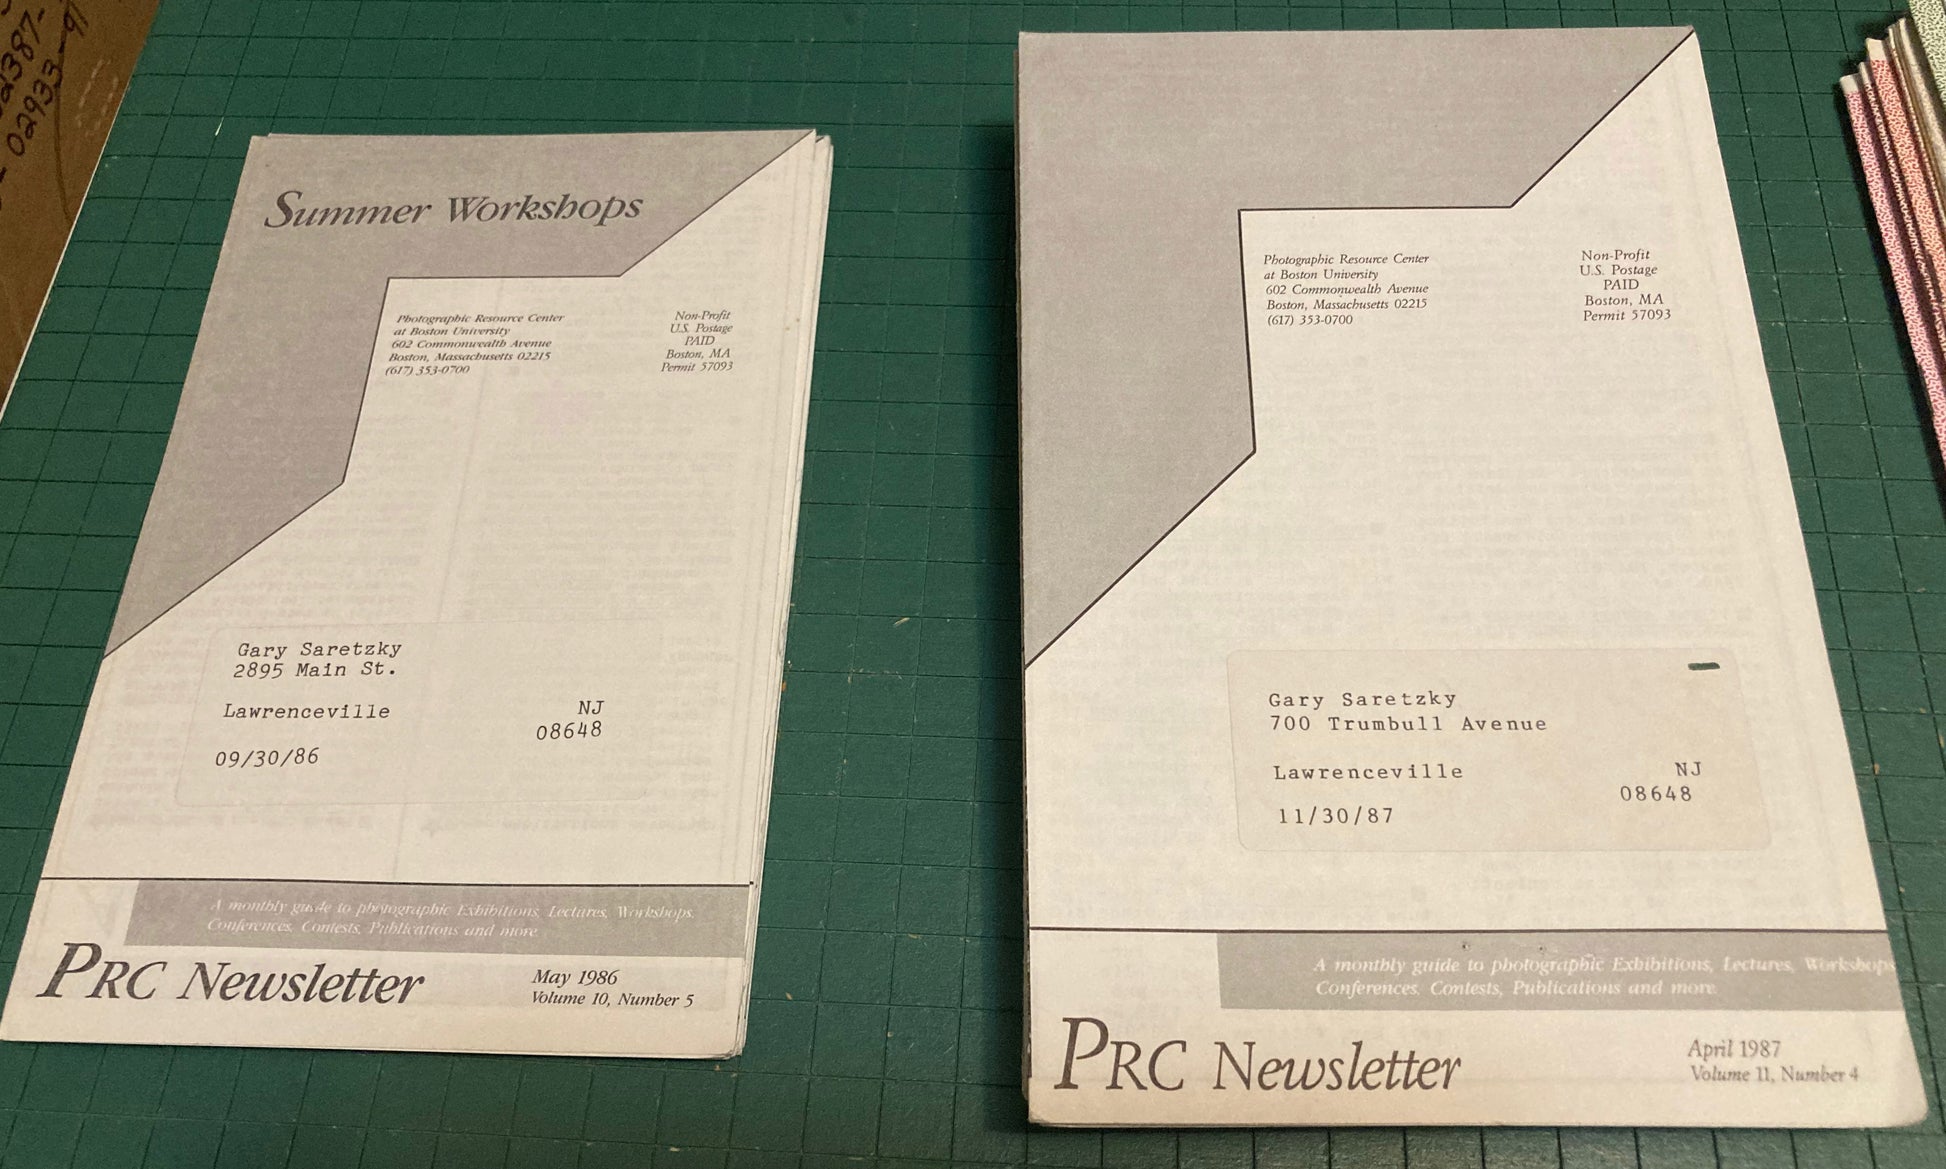 02933-91
Summer Workshops
Photographic Resource Center
at Boston University
602 Commonwealth Avenue
Boston, Massachusetts 02215
(617) 353-0700
Non-Profit
U.S. Postage
PAID
Boston, MA
Permit 57093
Gary Saretzky
2895 Main St.
Lawrenceville NJ
08648
09/30/86
A monthly guide to photographic Exhibitions, Lectures, Workshops,
Conferences, Contests, Publications and more.
PRC Newsletter
May 1986
Volume 10, Number 5
Photographic Resource Center
at Boston University
602 Commonwealth Avenue
Boston, Massachusetts 02215
(617) 353-0700
Non-Profit
U.S. Postage
PAID
Boston, MA
Permit 57093
Gary Saretzky
700 Trumbull Avenue
Lawrenceville NJ
08648
11/30/87
A monthly guide to photographic Exhibitions, Lectures, Workshops
Conferences, Contests, Publications and more.
PRC Newsletter
April 1987
Volume 11, Number 4